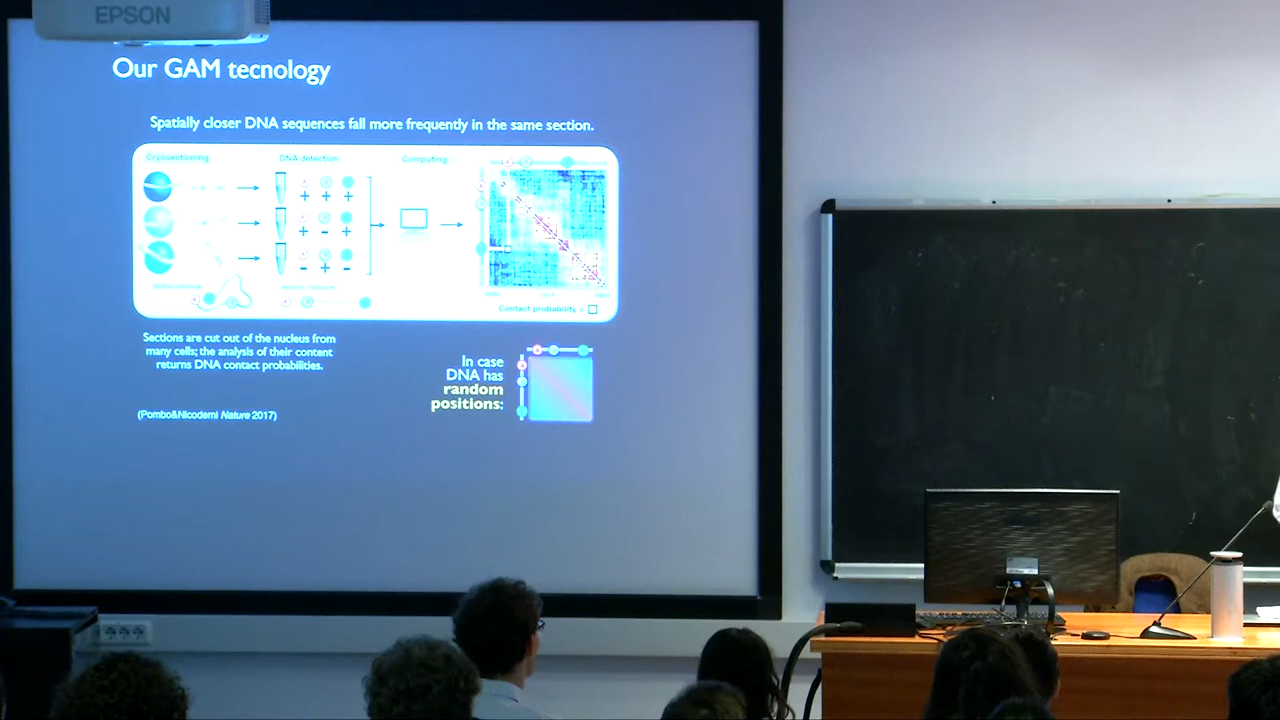 EPSON
Our GAM tecnology
Spatially closer DNA sequences fall more frequently in the same section.
Cryosectioning
DNA detection
Computing
+ + +
+ - +
- + -
Contact probability
Sections are cut out of the nucleus from
many cells; the analysis of their content
returns DNA contact probabilities.
In case
DNA has
random
positions:
(Pombo&Nicodemi Nature 2017)